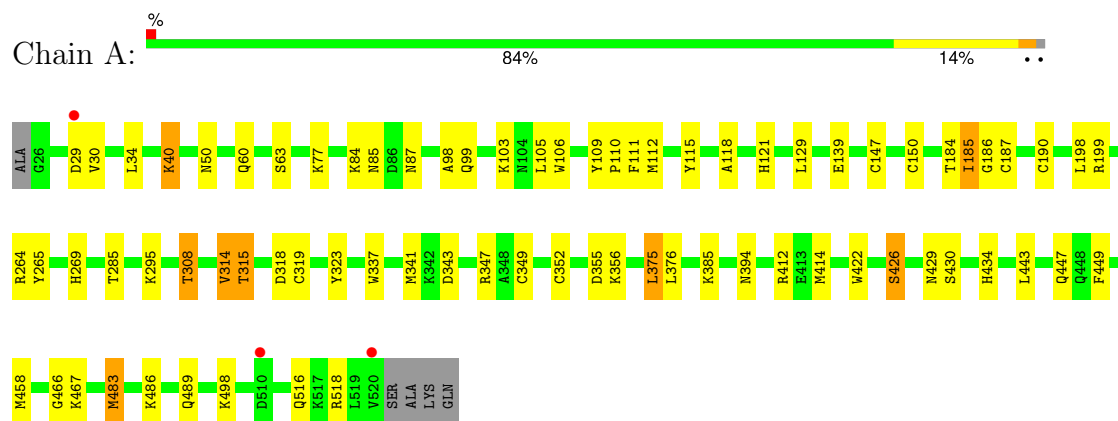 %
Chain A:
84% 14% • •
ALA G26 D29 V30 L34 K40 N50 Q60 S63 K77 K84 N85 D86 N87 A98 Q99 K103 N104 L105 W106 Y109 P110 F111 M112 Y115 A118 H121 L129 E139 C147 C150 T184 I185 G186 C187 C190 L198 R199
R264 Y265 H269 T285 K295 T308 V314 T315 D318 C319 Y323 W337 M341 K342 D343 R347 A348 C349 C352 D355 K356 L375 L376 K385 N394 R412 E413 M414 W422 S426 N429 S430 H434 L443 Q447 Q448 F449
M458 G466 K467 M483 K486 Q489 K498 D510 Q516 K517 R518 L519 V520 SER ALA LYS GLN